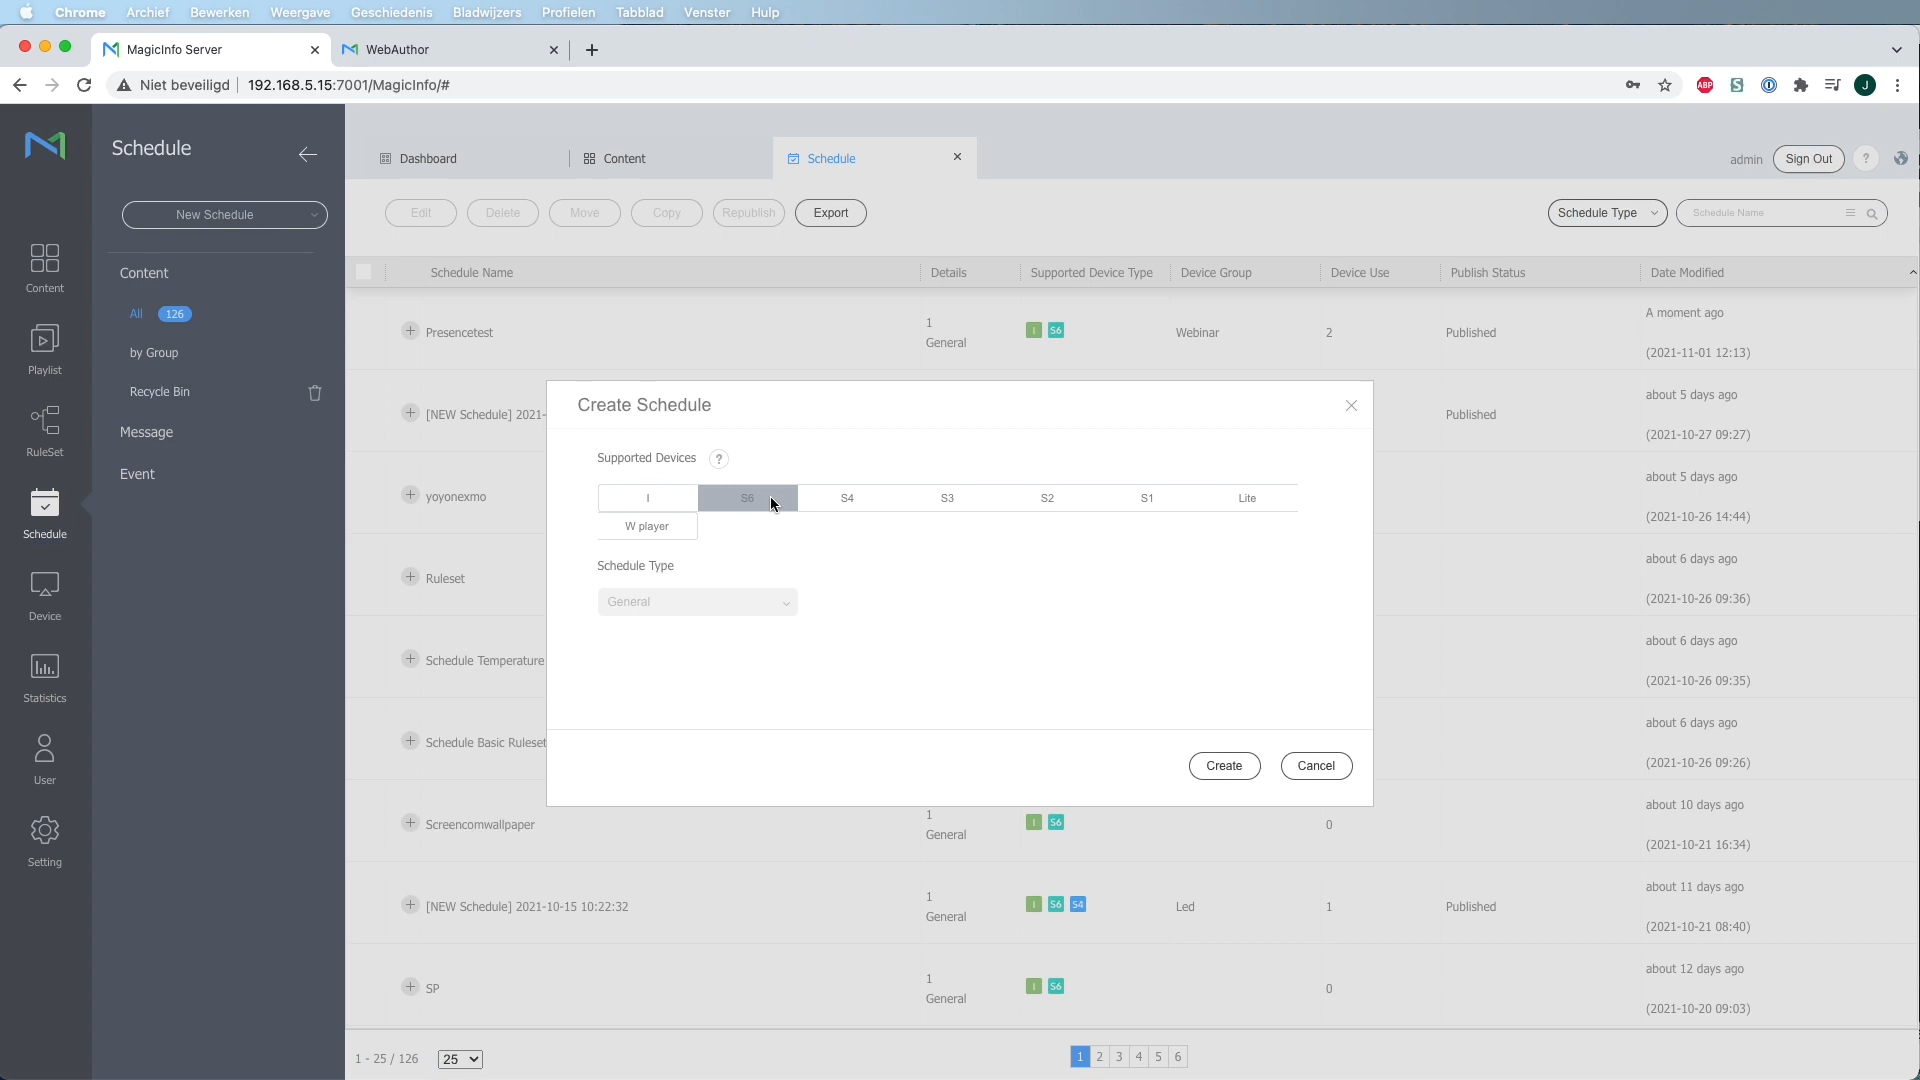 Chrome Archief Bewerken Weergave Geschiedenis Bladwijzers Profielen Tabblad Venster Hulp
MagicInfo Server WebAuthor
Niet beveiligd 192.168.5.15:7001/MagicInfo/# ABP S J
Schedule
Dashboard Content Schedule admin Sign Out ?
New Schedule
Edit Delete Move Copy Republish Export Schedule Type Schedule Name
Content
All 126
by Group
Recycle Bin
Message
Event
Content
Playlist
RuleSet
Schedule
Device
Statistics
User
Setting
Schedule Name Details Supported Device Type Device Group Device Use Publish Status Date Modified
Presencetest 1 General I S6 Webinar 2 Published A moment ago (2021-11-01 12:13)
[NEW Schedule] 2021- Published about 5 days ago (2021-10-27 09:27)
yoyonexmo about 5 days ago (2021-10-26 14:44)
Ruleset about 6 days ago (2021-10-26 09:36)
Schedule Temperature about 6 days ago (2021-10-26 09:35)
Schedule Basic Ruleset about 6 days ago (2021-10-26 09:26)
Screencomwallpaper 1 General I S6 0 about 10 days ago (2021-10-21 16:34)
[NEW Schedule] 2021-10-15 10:22:32 1 General I S6 S4 Led 1 Published about 11 days ago (2021-10-21 08:40)
SP 1 General I S6 0 about 12 days ago (2021-10-20 09:03)
Create Schedule
Supported Devices ?
I S6 S4 S3 S2 S1 Lite
W player
Schedule Type
General
Create Cancel
1 - 25 / 126 25 1 2 3 4 5 6